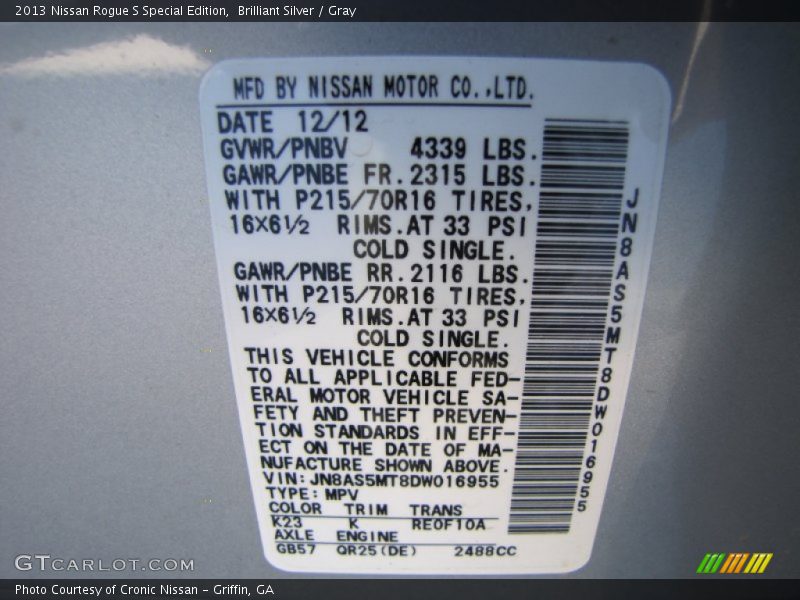 2013 Nissan Rogue S Special Edition,  Brilliant Silver / Gray
MFD BY NISSAN MOTOR CO.,LTD.
DATE 12/12
GVWR/PNBV 4339 LBS.
GAWR/PNBE FR. 2315 LBS.
WITH P215/70R16 TIRES,
16X6½ RIMS.AT 33 PSI
COLD SINGLE.
GAWR/PNBE RR. 2116 LBS.
WITH P215/70R16 TIRES,
16X6½ RIMS.AT 33 PSI
COLD SINGLE.
THIS VEHICLE CONFORMS
TO ALL APPLICABLE FED-
ERAL MOTOR VEHICLE SA-
FETY AND THEFT PREVEN-
TION STANDARDS IN EFF-
ECT ON THE DATE OF MA-
NUFACTURE SHOWN ABOVE.
VIN:JN8AS5MT8DW016955
TYPE:MPV
COLOR TRIM TRANS
K23 K RE0F10A
AXLE ENGINE
GB57 QR25(DE) 2488CC
JN8AS5MT8DW016955
GTCARLOT.COM
Photo Courtesy of Cronic Nissan – Griffin, GA